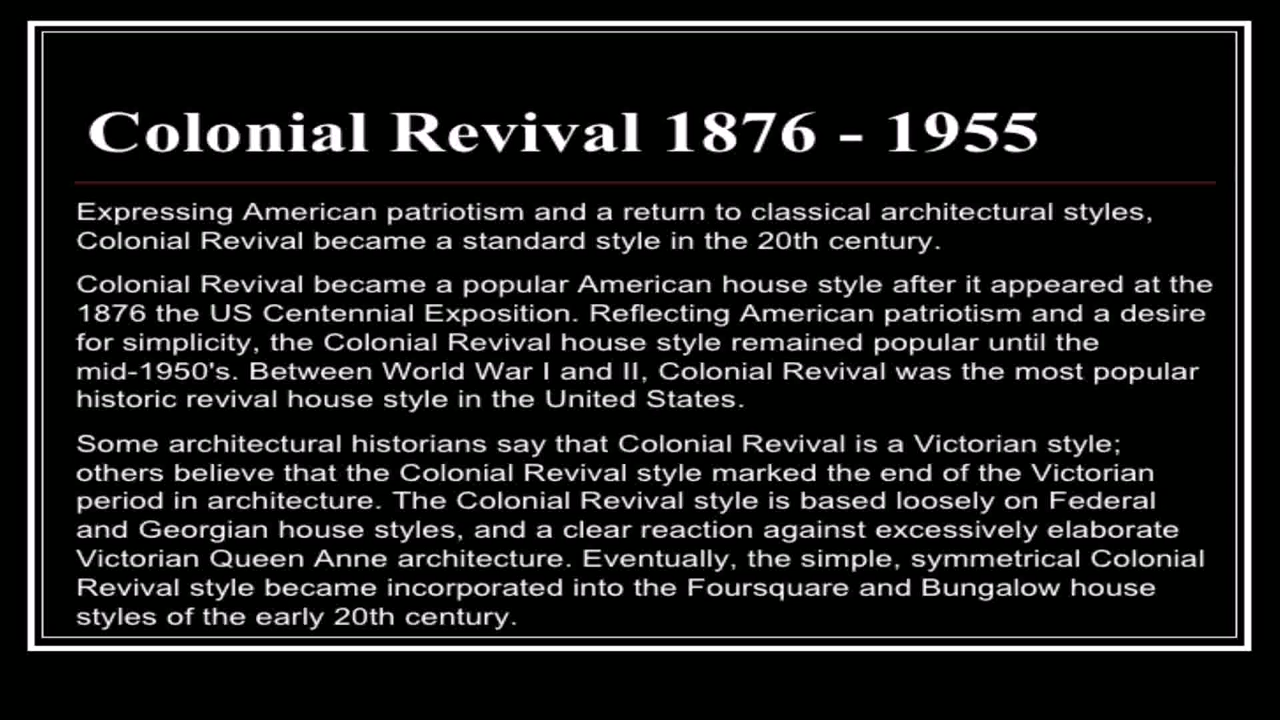 Colonial Revival 1876 - 1955
Expressing American patriotism and a return to classical architectural styles,
Colonial Revival became a standard style in the 20th century.
Colonial Revival became a popular American house style after it appeared at the
1876 the US Centennial Exposition. Reflecting American patriotism and a desire
for simplicity, the Colonial Revival house style remained popular until the
mid-1950's. Between World War I and II, Colonial Revival was the most popular
historic revival house style in the United States.
Some architectural historians say that Colonial Revival is a Victorian style;
others believe that the Colonial Revival style marked the end of the Victorian
period in architecture. The Colonial Revival style is based loosely on Federal
and Georgian house styles, and a clear reaction against excessively elaborate
Victorian Queen Anne architecture. Eventually, the simple, symmetrical Colonial
Revival style became incorporated into the Foursquare and Bungalow house
styles of the early 20th century.